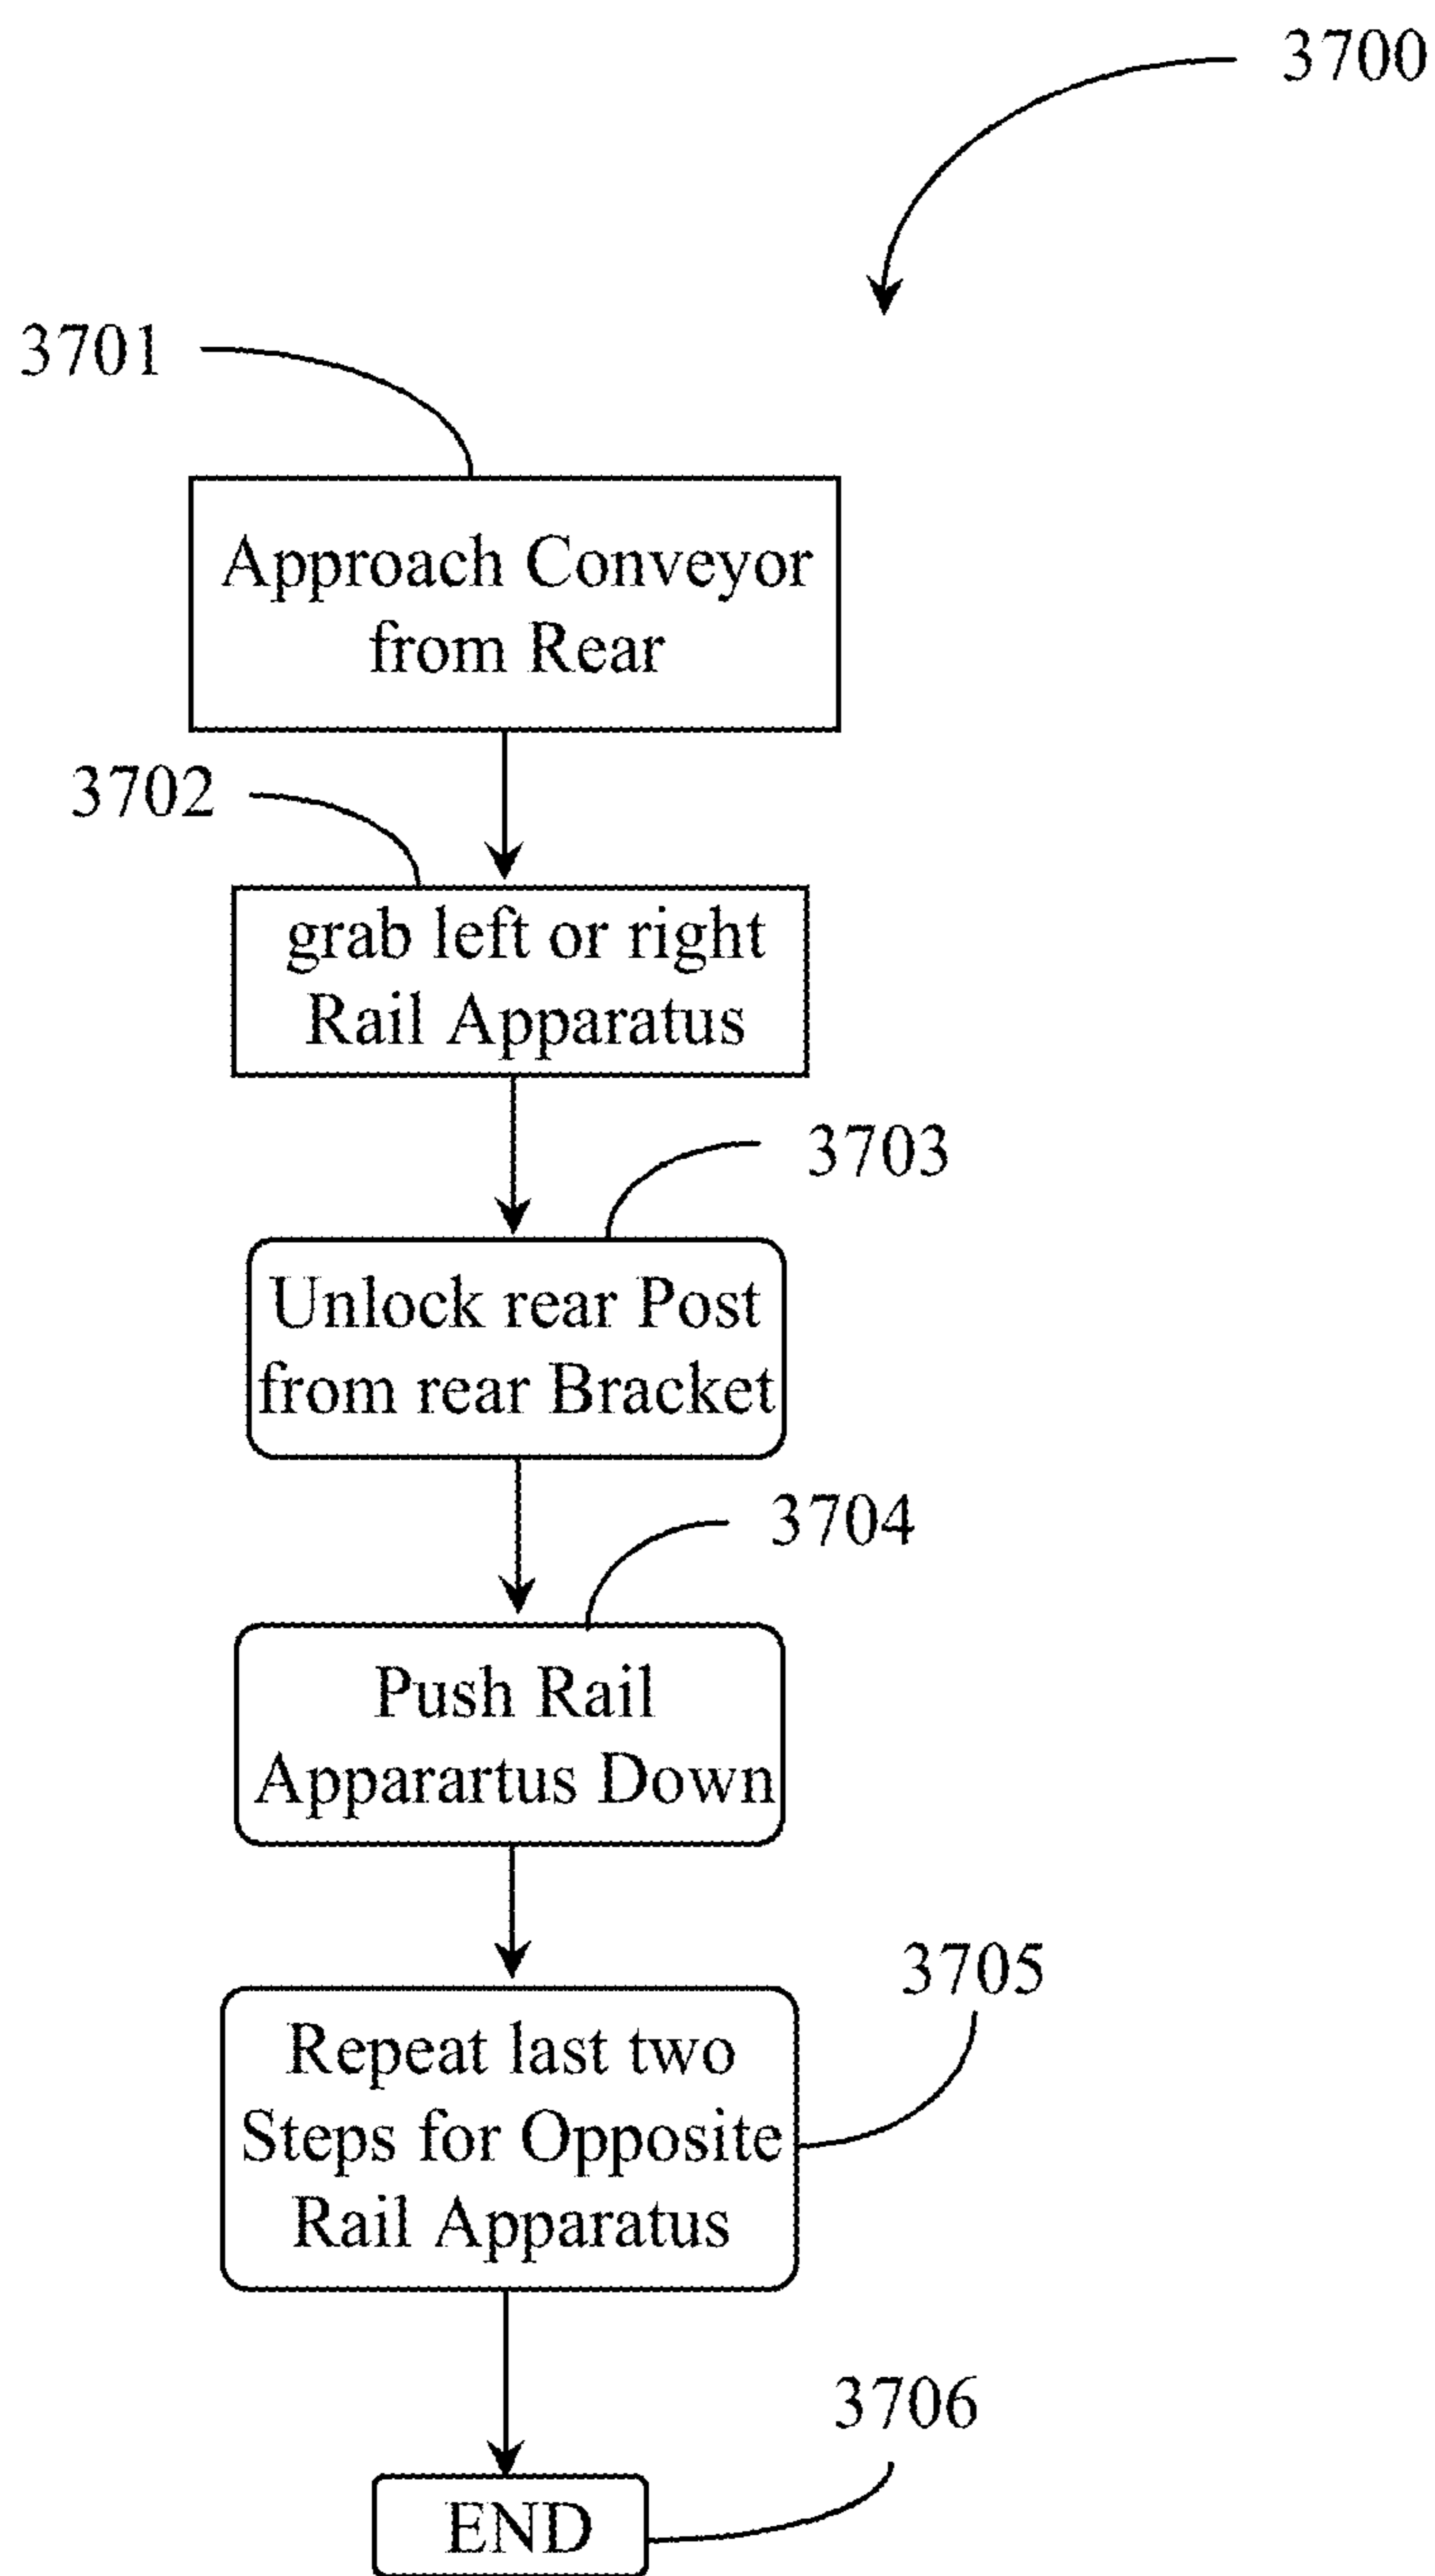 3700
3701
Approach Conveyor
from Rear
3702
grab left or right
Rail Apparatus
3703
Unlock rear Post
from rear Bracket
3704
Push Rail
Apparartus Down
3705
Repeat last two
Steps for Opposite
Rail Apparatus
3706
END